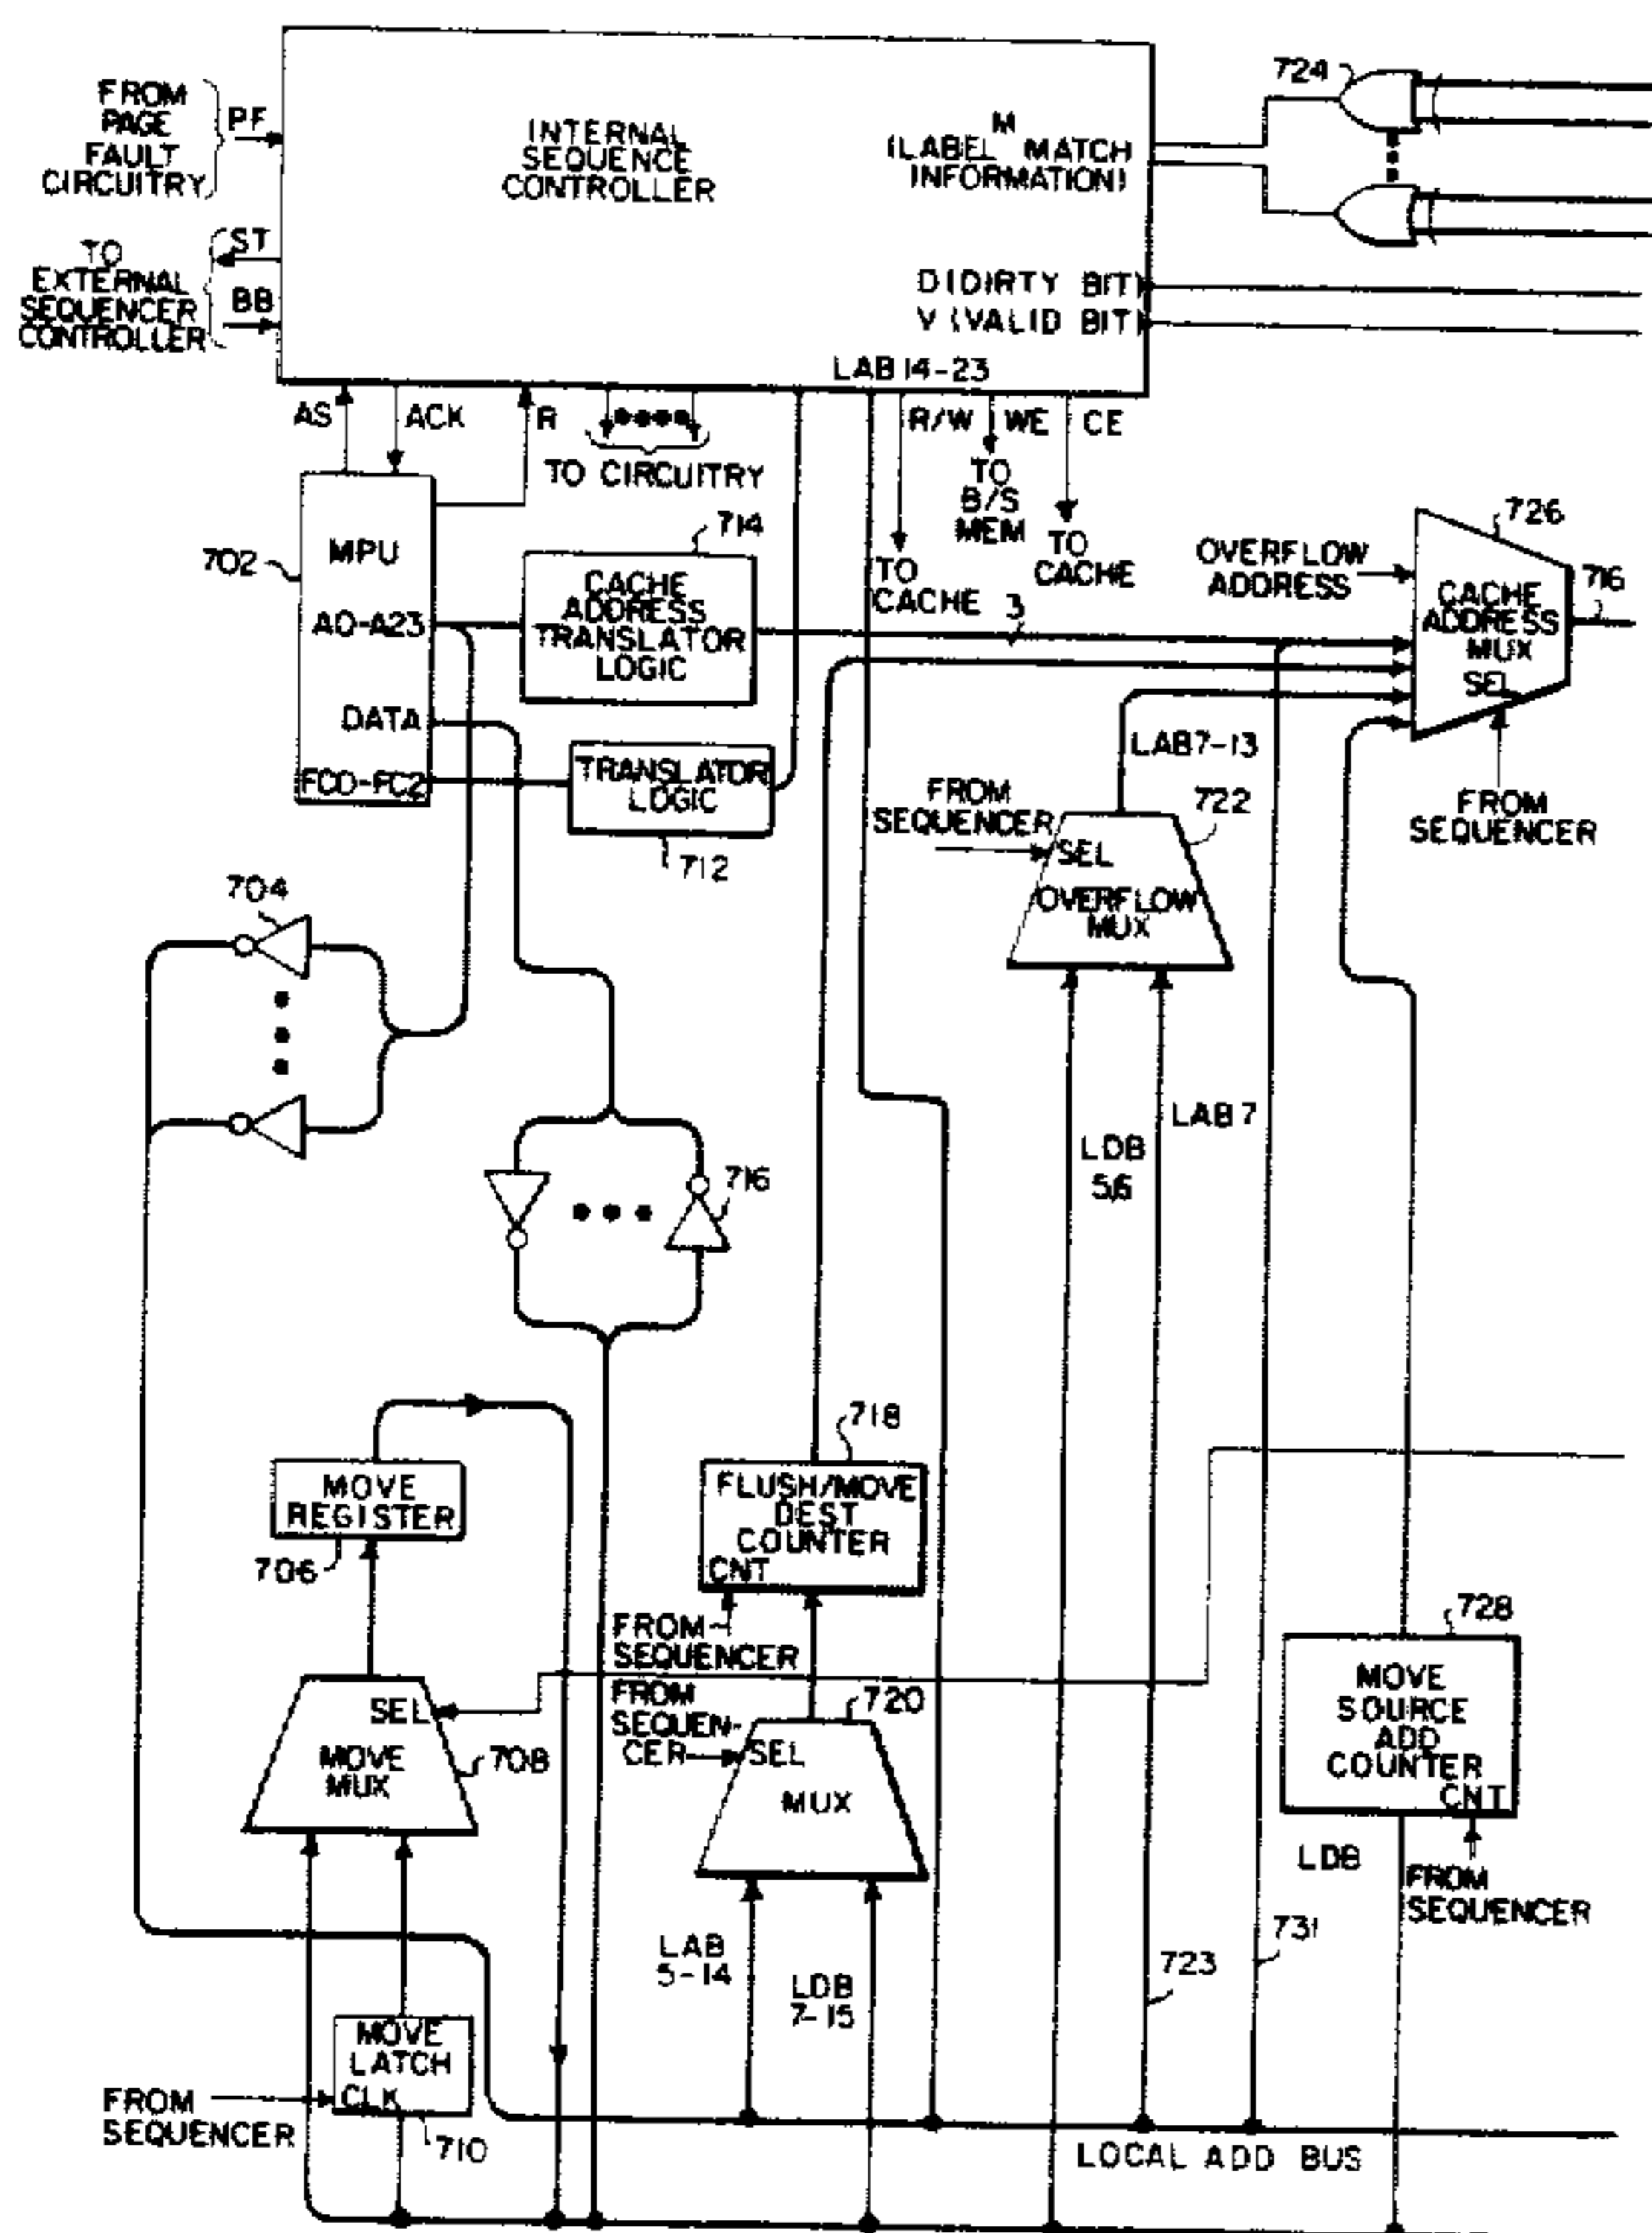 FROM
PAGE
FAULT
CIRCUITRY
PF
TO
EXTERNAL
SEQUENCER
CONTROLLER
ST
BB
INTERNAL
SEQUENCE
CONTROLLER
M
(LABEL MATCH
INFORMATION)
D(DIRTY BIT)
V (VALID BIT)
LAB 14-23
724
AS
ACK
R
TO CIRCUITRY
R/W
WE
CE
TO
CACHE
TO
B/S
MEM
TO
CACHE
702
MPU
A0-A23
DATA
FC0-FC2
714
CACHE
ADDRESS
TRANSLATOR
LOGIC
3
OVERFLOW
ADDRESS
726
CACHE
ADDRESS
MUX
SEL
716
FROM
SEQUENCER
TRANSLATOR
LOGIC
712
LAB7-13
FROM
SEQUENCER
722
SEL
OVERFLOW
MUX
704
LAB 7
LDB
5,6
716
718
FLUSH/MOVE
DEST
COUNTER
CNT
FROM
SEQUENCER
MOVE
REGISTER
706
728
MOVE
SOURCE
ADD
COUNTER
CNT
LDB
FROM
SEQUENCER
SEL
MOVE
MUX
708
FROM
SEQUEN-
CER
720
SEL
MUX
LAB
5-14
LDB
7-15
723
731
MOVE
LATCH
CLK
FROM
SEQUENCER
710
LOCAL ADD BUS